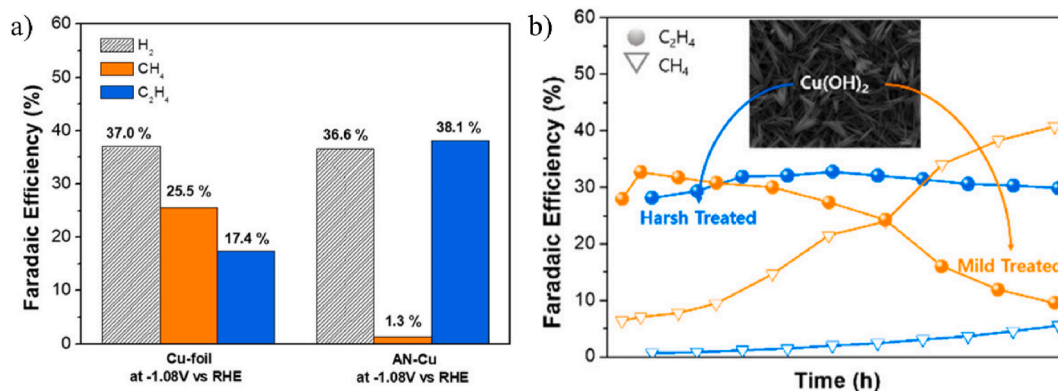 a)
Faradaic Efficiency (%)
60
50
40
30
20
10
0
H₂
CH₄
C₂H₄
37.0 %
25.5 %
17.4 %
36.6 %
1.3 %
38.1 %
Cu-foil
at -1.08V vs RHE
AN-Cu
at -1.08V vs RHE
b)
Faradaic Efficiency (%)
60
50
40
30
20
10
0
C₂H₄
CH₄
Cu(OH)₂
Harsh Treated
Mild Treated
Time (h)